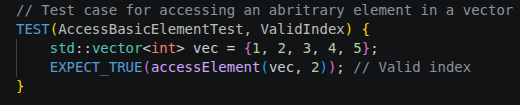 // Test case for accessing an abritrary element in a vector
TEST(AccessBasicElementTest, ValidIndex) {
    std::vector<int> vec = {1, 2, 3, 4, 5};
    EXPECT_TRUE(accessElement(vec, 2)); // Valid index
}